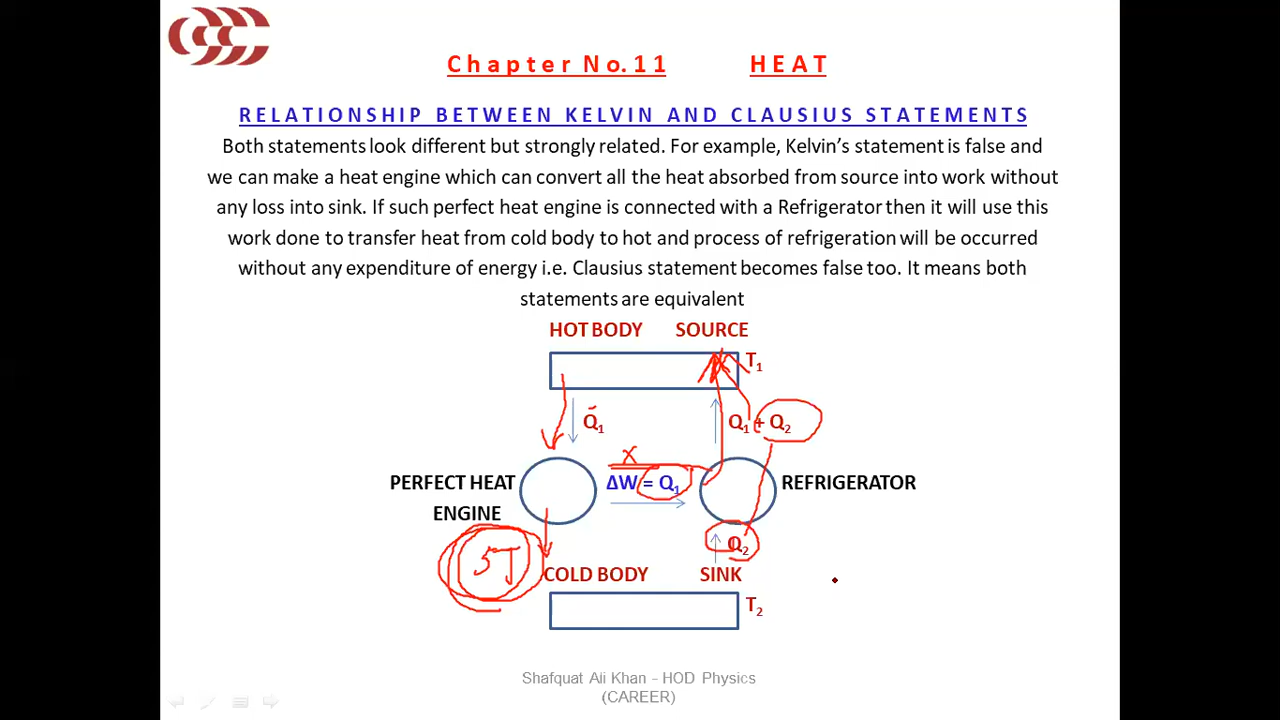 Chapter No.11 HEAT
RELATIONSHIP BETWEEN KELVIN AND CLAUSIUS STATEMENTS
Both statements look different but strongly related. For example, Kelvin's statement is false and
we can make a heat engine which can convert all the heat absorbed from source into work without
any loss into sink. If such perfect heat engine is connected with a Refrigerator then it will use this
work done to transfer heat from cold body to hot and process of refrigeration will be occurred
without any expenditure of energy i.e. Clausius statement becomes false too. It means both
statements are equivalent
HOT BODY SOURCE
T₁
Q₁ Q₁ + Q₂
X
PERFECT HEAT ENGINE
ΔW = Q₁
REFRIGERATOR
5J
Q₂
COLD BODY SINK
T₂
Shafquat Ali Khan – HOD Physics
(CAREER)